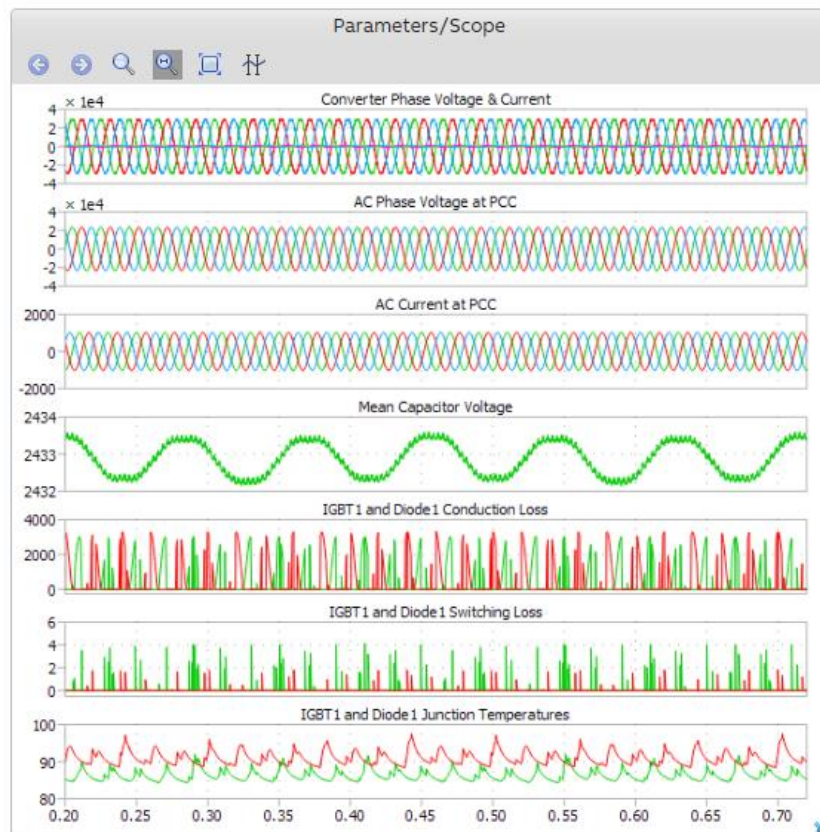 Parameters/Scope
× 1e4
Converter Phase Voltage & Current
4
2
0
-2
-4
× 1e4
AC Phase Voltage at PCC
4
2
0
-2
-4
AC Current at PCC
2000
0
-2000
Mean Capacitor Voltage
2434
2433
2432
IGBT1 and Diode1 Conduction Loss
4000
2000
0
IGBT1 and Diode1 Switching Loss
6
4
2
0
IGBT1 and Diode1 Junction Temperatures
100
90
80
0.20 0.25 0.30 0.35 0.40 0.45 0.50 0.55 0.60 0.65 0.70